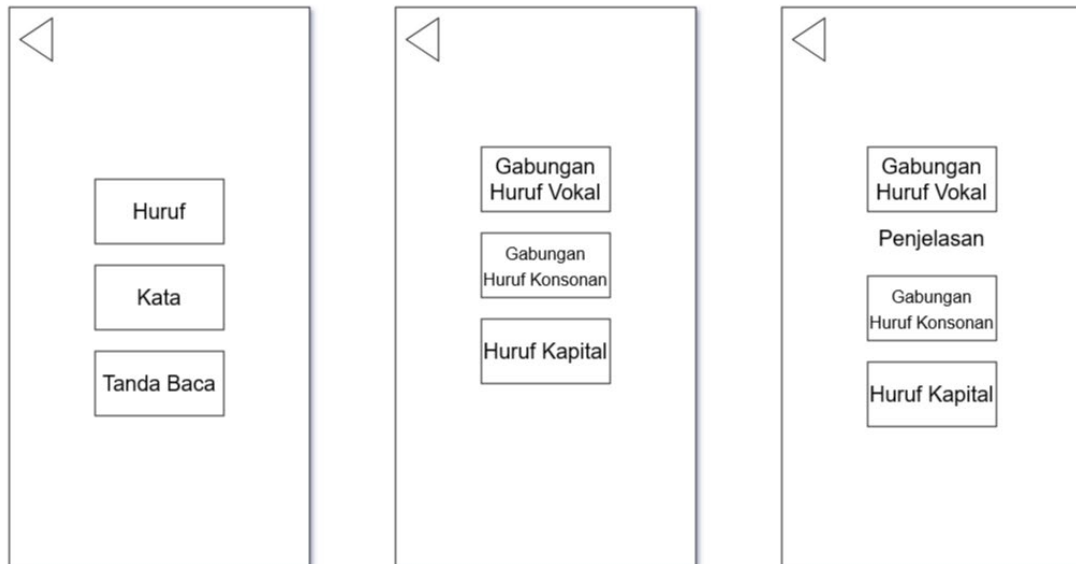 Huruf
Kata
Tanda Baca
Gabungan
Huruf Vokal
Gabungan
Huruf Konsonan
Huruf Kapital
Gabungan
Huruf Vokal
Penjelasan
Gabungan
Huruf Konsonan
Huruf Kapital